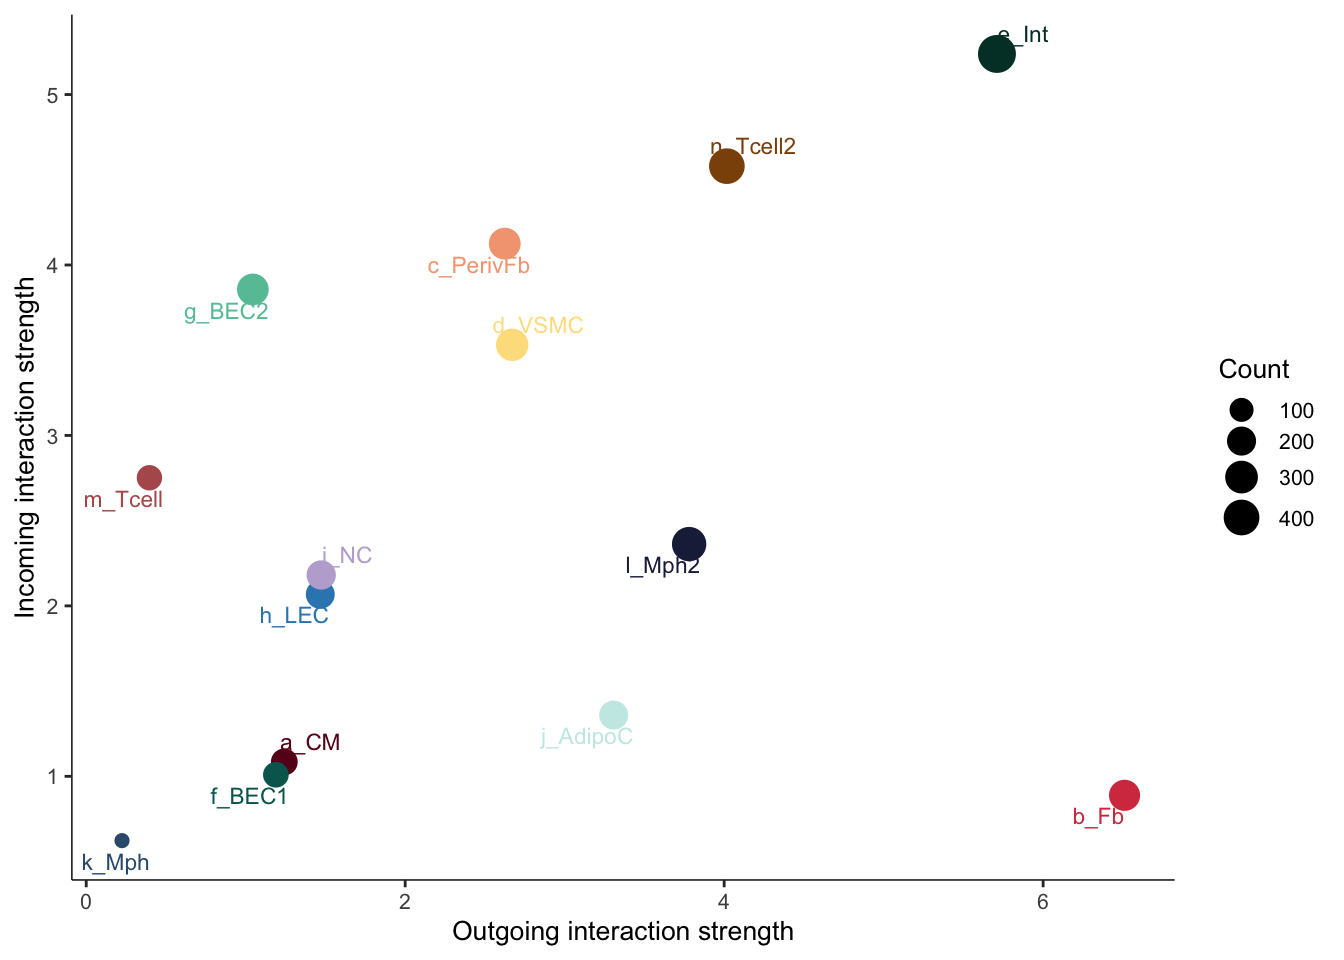 e_Int
5
n_Tcell2
4
c_PerivFb
g_BEC2
d_VSMC
Count
100
200
300
400
3
m_Tcell
i_NC
l_Mph2
2
h_LEC
j_AdipoC
a_CM
1
f_BEC1
b_Fb
k_Mph
0
2
4
6
Outgoing interaction strength
Incoming interaction strength